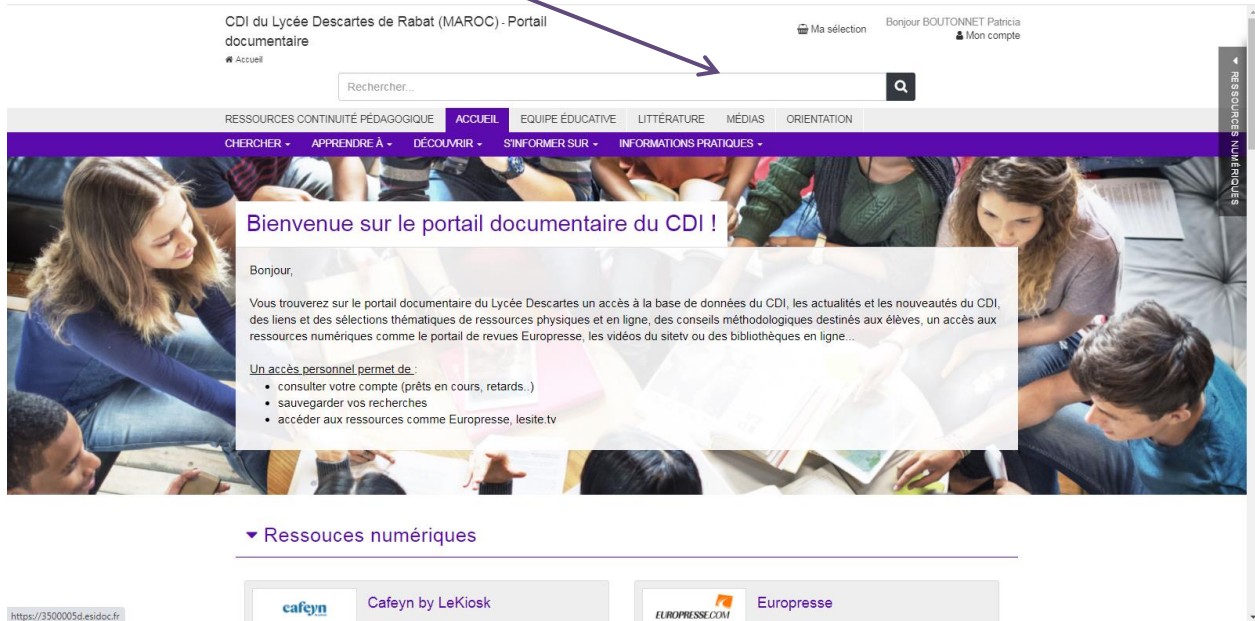 CDI du Lycée Descartes de Rabat (MAROC) - Portail
documentaire
Accueil
Ma sélection
Bonjour BOUTONNET Patricia
Mon compte
Rechercher...
RESSOURCES CONTINUITÉ PÉDAGOGIQUE ACCUEIL EQUIPE ÉDUCATIVE LITTÉRATURE MÉDIAS ORIENTATION
CHERCHER APPRENDRE À DÉCOUVRIR S'INFORMER SUR INFORMATIONS PRATIQUES
RESSOURCES NUMÉRIQUES
Bienvenue sur le portail documentaire du CDI !
Bonjour,
Vous trouverez sur le portail documentaire du Lycée Descartes un accès à la base de données du CDI, les actualités et les nouveautés du CDI,
des liens et des sélections thématiques de ressources physiques et en ligne, des conseils méthodologiques destinés aux élèves, un accès aux
ressources numériques comme le portail de revues Europresse, les vidéos du sitetv ou des bibliothèques en ligne...
Un accès personnel permet de :
• consulter votre compte (prêts en cours, retards..)
• sauvegarder vos recherches
• accéder aux ressources comme Europresse, lesite.tv
Ressouces numériques
cafeyn
Cafeyn by LeKiosk
EUROPRESSE.COM
Europresse
https://3500005d.esidoc.fr